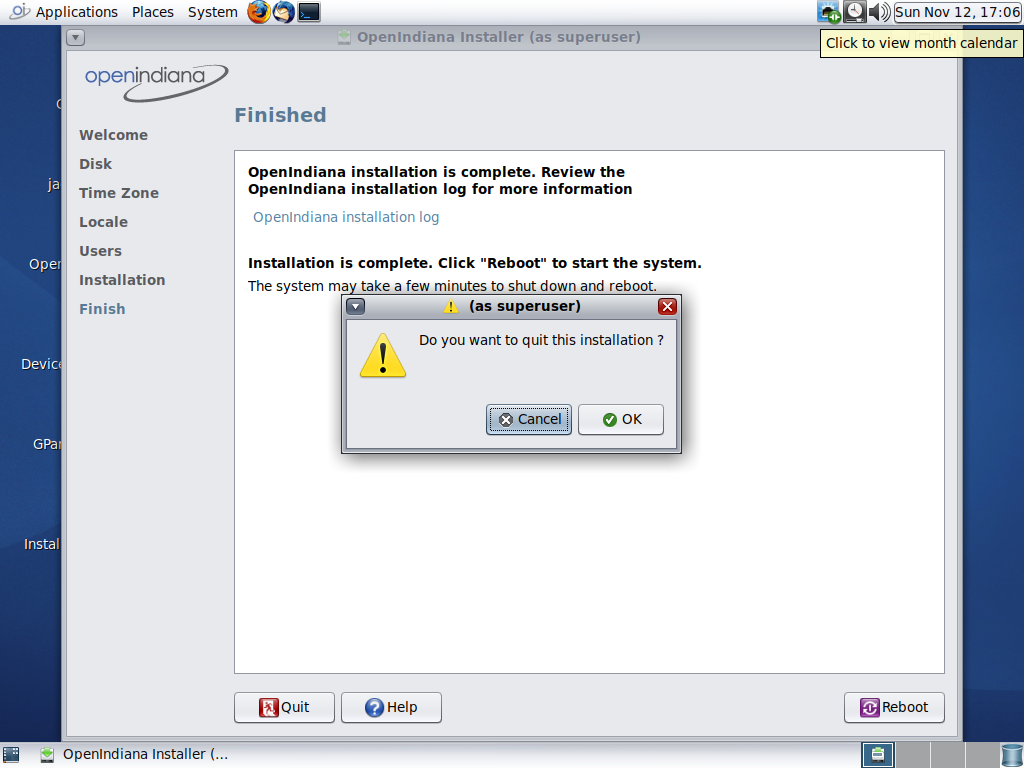 Applications Places System
Sun Nov 12, 17:06
Click to view month calendar
OpenIndiana Installer (as superuser)
openindiana
Finished
Welcome
Disk
Time Zone
Locale
Users
Installation
Finish
OpenIndiana installation is complete. Review the
OpenIndiana installation log for more information
OpenIndiana installation log
Installation is complete. Click "Reboot" to start the system.
The system may take a few minutes to shut down and reboot.
(as superuser)
Do you want to quit this installation ?
Cancel
OK
ja
Open
Device
GPar
Instal
Quit
Help
Reboot
OpenIndiana Installer (...